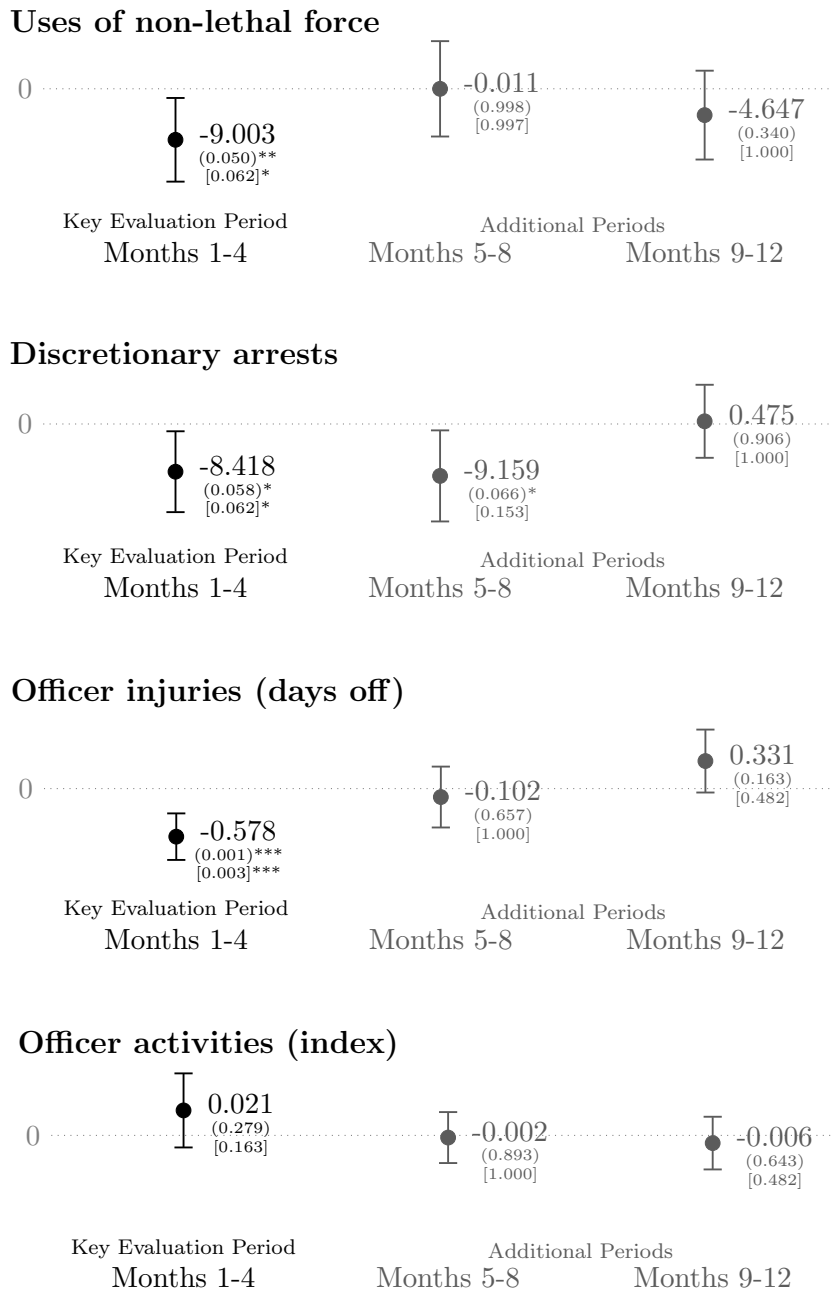 Uses of non-lethal force
0
-9.003
(0.050)**
[0.062]*
-0.011
(0.998)
[0.997]
-4.647
(0.340)
[1.000]
Key Evaluation Period
Additional Periods
Months 1-4
Months 5-8
Months 9-12
Discretionary arrests
0
-8.418
(0.058)*
[0.062]*
-9.159
(0.066)*
[0.153]
0.475
(0.906)
[1.000]
Key Evaluation Period
Additional Periods
Months 1-4
Months 5-8
Months 9-12
Officer injuries (days off)
0
-0.578
(0.001)***
[0.003]***
-0.102
(0.657)
[1.000]
0.331
(0.163)
[0.482]
Key Evaluation Period
Additional Periods
Months 1-4
Months 5-8
Months 9-12
Officer activities (index)
0
0.021
(0.279)
[0.163]
-0.002
(0.893)
[1.000]
-0.006
(0.643)
[0.482]
Key Evaluation Period
Additional Periods
Months 1-4
Months 5-8
Months 9-12